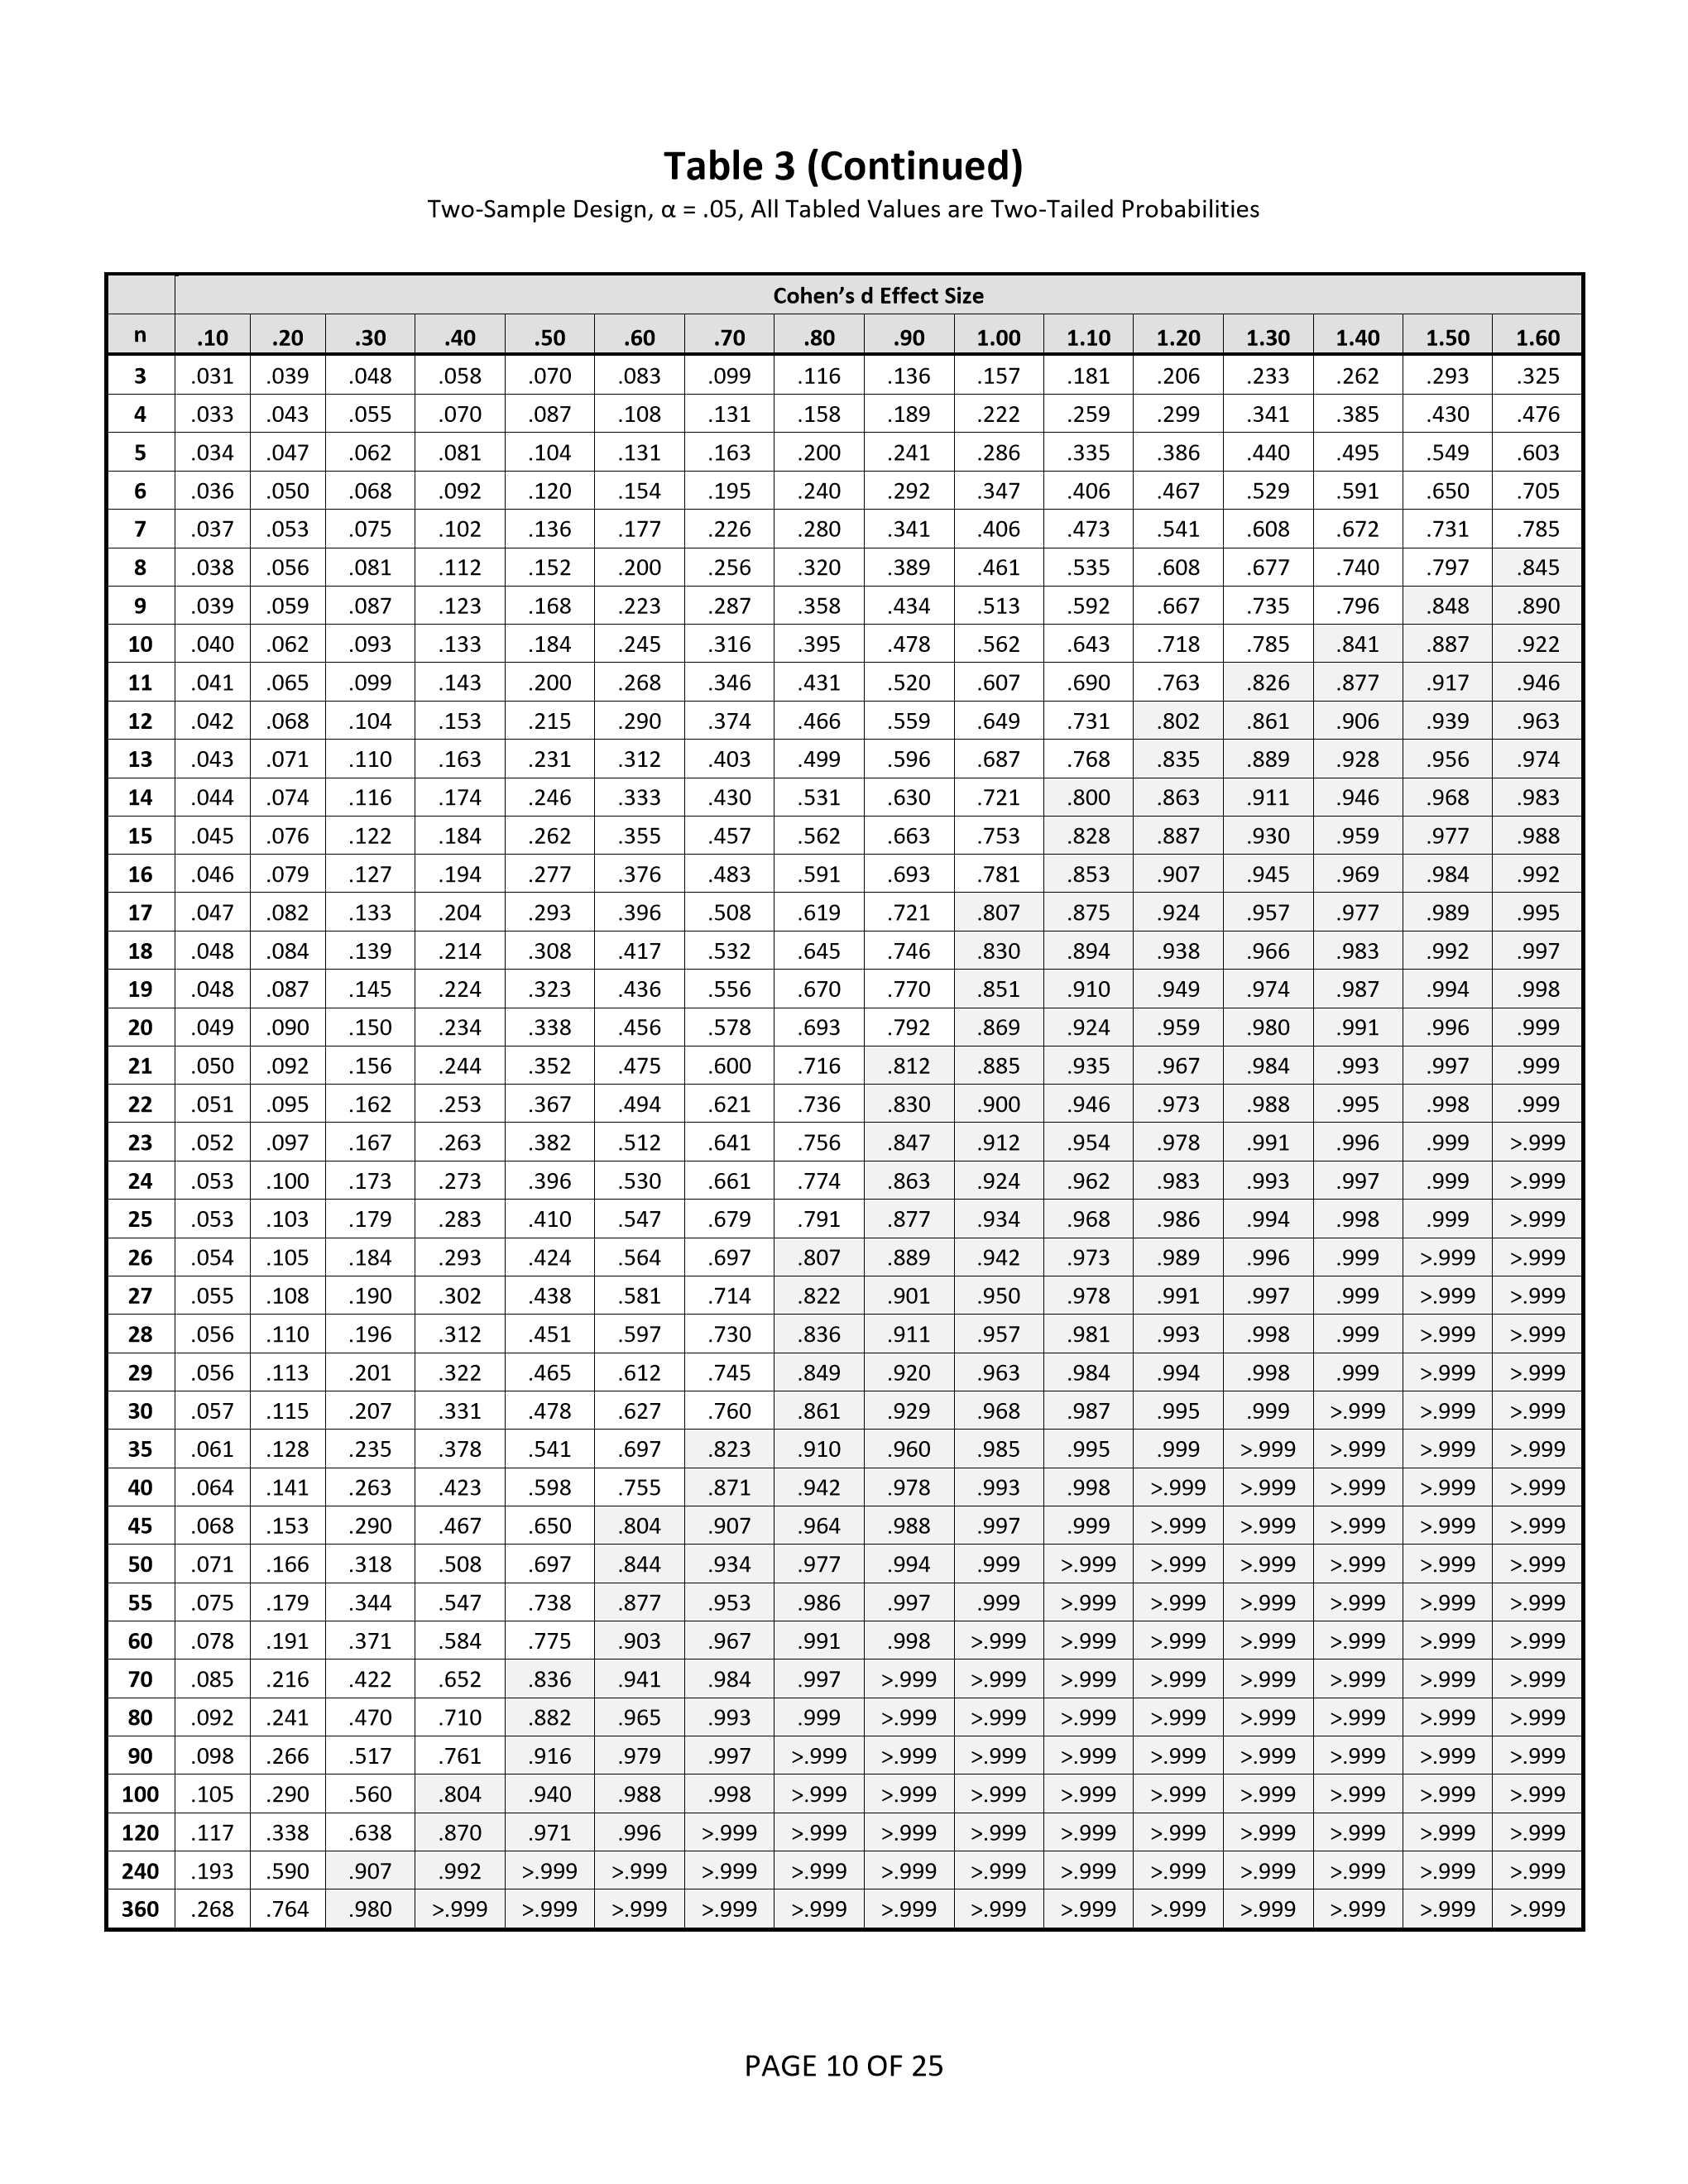 Table 3 (Continued)
Two-Sample Design, α = .05, All Tabled Values are Two-Tailed Probabilities
Cohen’s d Effect Size
n .10 .20 .30 .40 .50 .60 .70 .80 .90 1.00 1.10 1.20 1.30 1.40 1.50 1.60
3 .031 .039 .048 .058 .070 .083 .099 .116 .136 .157 .181 .206 .233 .262 .293 .325
4 .033 .043 .055 .070 .087 .108 .131 .158 .189 .222 .259 .299 .341 .385 .430 .476
5 .034 .047 .062 .081 .104 .131 .163 .200 .241 .286 .335 .386 .440 .495 .549 .603
6 .036 .050 .068 .092 .120 .154 .195 .240 .292 .347 .406 .467 .529 .591 .650 .705
7 .037 .053 .075 .102 .136 .177 .226 .280 .341 .406 .473 .541 .608 .672 .731 .785
8 .038 .056 .081 .112 .152 .200 .256 .320 .389 .461 .535 .608 .677 .740 .797 .845
9 .039 .059 .087 .123 .168 .223 .287 .358 .434 .513 .592 .667 .735 .796 .848 .890
10 .040 .062 .093 .133 .184 .245 .316 .395 .478 .562 .643 .718 .785 .841 .887 .922
11 .041 .065 .099 .143 .200 .268 .346 .431 .520 .607 .690 .763 .826 .877 .917 .946
12 .042 .068 .104 .153 .215 .290 .374 .466 .559 .649 .731 .802 .861 .906 .939 .963
13 .043 .071 .110 .163 .231 .312 .403 .499 .596 .687 .768 .835 .889 .928 .956 .974
14 .044 .074 .116 .174 .246 .333 .430 .531 .630 .721 .800 .863 .911 .946 .968 .983
15 .045 .076 .122 .184 .262 .355 .457 .562 .663 .753 .828 .887 .930 .959 .977 .988
16 .046 .079 .127 .194 .277 .376 .483 .591 .693 .781 .853 .907 .945 .969 .984 .992
17 .047 .082 .133 .204 .293 .396 .508 .619 .721 .807 .875 .924 .957 .977 .989 .995
18 .048 .084 .139 .214 .308 .417 .532 .645 .746 .830 .894 .938 .966 .983 .992 .997
19 .048 .087 .145 .224 .323 .436 .556 .670 .770 .851 .910 .949 .974 .987 .994 .998
20 .049 .090 .150 .234 .338 .456 .578 .693 .792 .869 .924 .959 .980 .991 .996 .999
21 .050 .092 .156 .244 .352 .475 .600 .716 .812 .885 .935 .967 .984 .993 .997 .999
22 .051 .095 .162 .253 .367 .494 .621 .736 .830 .900 .946 .973 .988 .995 .998 .999
23 .052 .097 .167 .263 .382 .512 .641 .756 .847 .912 .954 .978 .991 .996 .999 >.999
24 .053 .100 .173 .273 .396 .530 .661 .774 .863 .924 .962 .983 .993 .997 .999 >.999
25 .053 .103 .179 .283 .410 .547 .679 .791 .877 .934 .968 .986 .994 .998 .999 >.999
26 .054 .105 .184 .293 .424 .564 .697 .807 .889 .942 .973 .989 .996 .999 >.999 >.999
27 .055 .108 .190 .302 .438 .581 .714 .822 .901 .950 .978 .991 .997 .999 >.999 >.999
28 .056 .110 .196 .312 .451 .597 .730 .836 .911 .957 .981 .993 .998 .999 >.999 >.999
29 .056 .113 .201 .322 .465 .612 .745 .849 .920 .963 .984 .994 .998 .999 >.999 >.999
30 .057 .115 .207 .331 .478 .627 .760 .861 .929 .968 .987 .995 .999 >.999 >.999 >.999
35 .061 .128 .235 .378 .541 .697 .823 .910 .960 .985 .995 .999 >.999 >.999 >.999 >.999
40 .064 .141 .263 .423 .598 .755 .871 .942 .978 .993 .998 >.999 >.999 >.999 >.999 >.999
45 .068 .153 .290 .467 .650 .804 .907 .964 .988 .997 .999 >.999 >.999 >.999 >.999 >.999
50 .071 .166 .318 .508 .697 .844 .934 .977 .994 .999 >.999 >.999 >.999 >.999 >.999 >.999
55 .075 .179 .344 .547 .738 .877 .953 .986 .997 .999 >.999 >.999 >.999 >.999 >.999 >.999
60 .078 .191 .371 .584 .775 .903 .967 .991 .998 >.999 >.999 >.999 >.999 >.999 >.999 >.999
70 .085 .216 .422 .652 .836 .941 .984 .997 >.999 >.999 >.999 >.999 >.999 >.999 >.999 >.999
80 .092 .241 .470 .710 .882 .965 .993 .999 >.999 >.999 >.999 >.999 >.999 >.999 >.999 >.999
90 .098 .266 .517 .761 .916 .979 .997 >.999 >.999 >.999 >.999 >.999 >.999 >.999 >.999 >.999
100 .105 .290 .560 .804 .940 .988 .998 >.999 >.999 >.999 >.999 >.999 >.999 >.999 >.999 >.999
120 .117 .338 .638 .870 .971 .996 >.999 >.999 >.999 >.999 >.999 >.999 >.999 >.999 >.999 >.999
240 .193 .590 .907 .992 >.999 >.999 >.999 >.999 >.999 >.999 >.999 >.999 >.999 >.999 >.999 >.999
360 .268 .764 .980 >.999 >.999 >.999 >.999 >.999 >.999 >.999 >.999 >.999 >.999 >.999 >.999 >.999
PAGE 10 OF 25